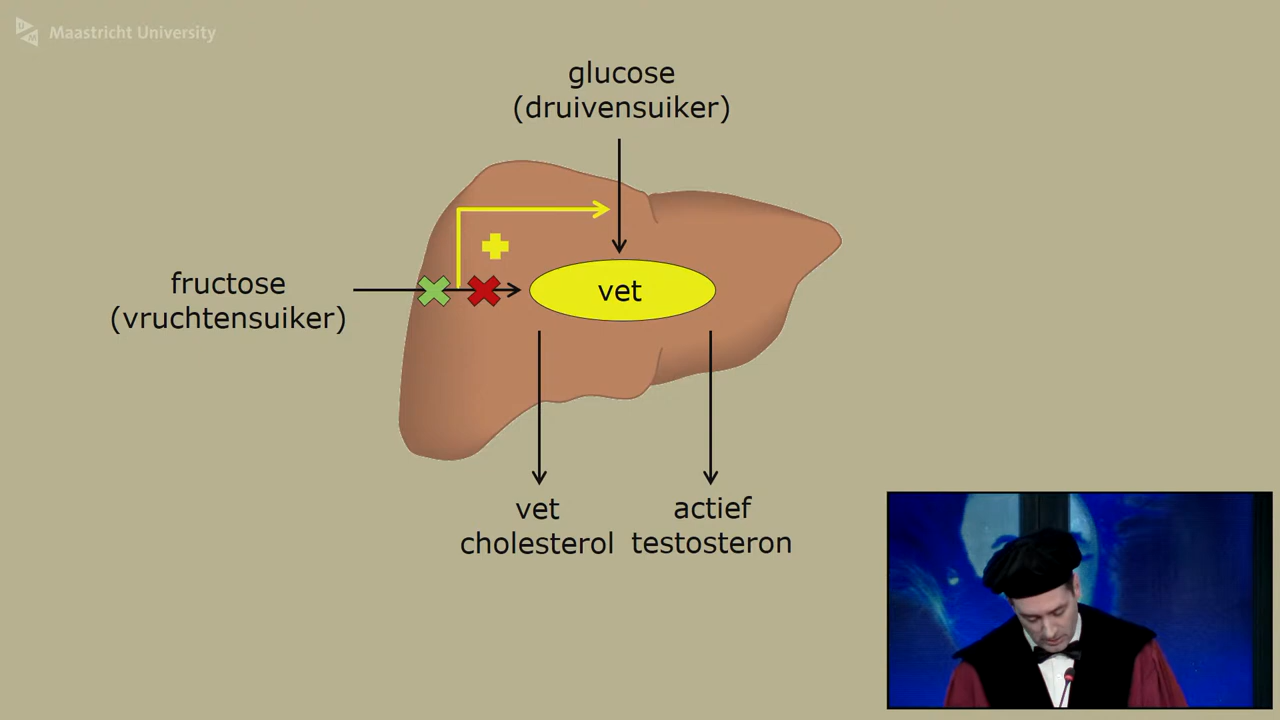 Maastricht University
glucose
(druivensuiker)
fructose
(vruchtensuiker)
vet
vet
cholesterol
actief
testosteron